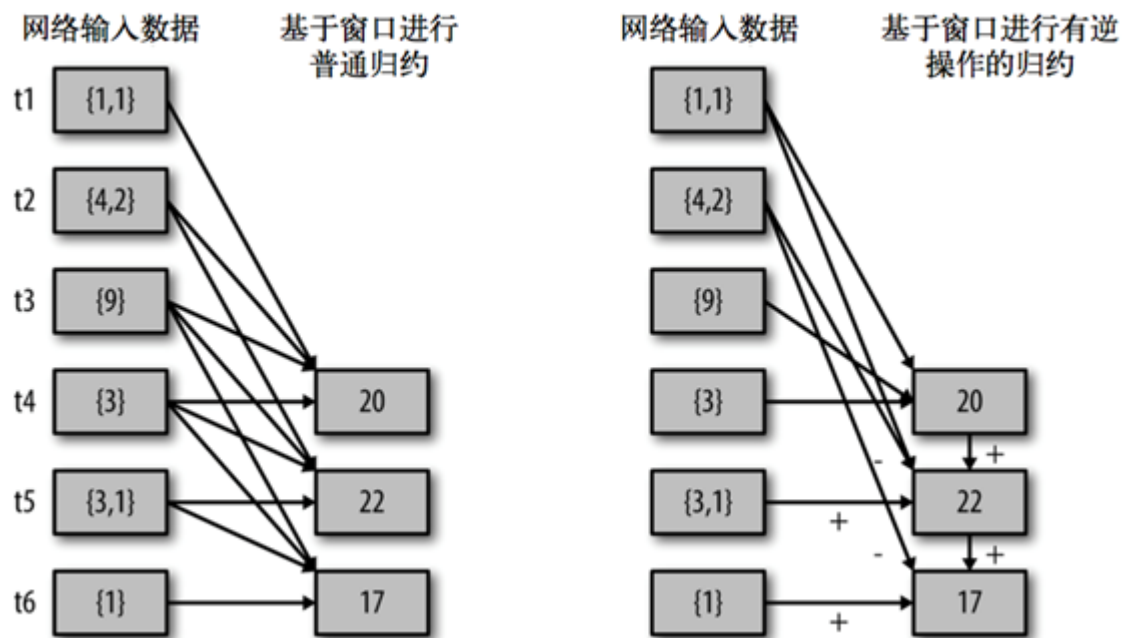 网络输入数据
基于窗口进行
普通归约
t1
{1,1}
t2
{4,2}
t3
{9}
t4
{3}
20
t5
{3,1}
22
t6
{1}
17
网络输入数据
基于窗口进行有逆
操作的归约
{1,1}
{4,2}
{9}
{3}
20
-
+
{3,1}
22
+
-
+
{1}
17
+